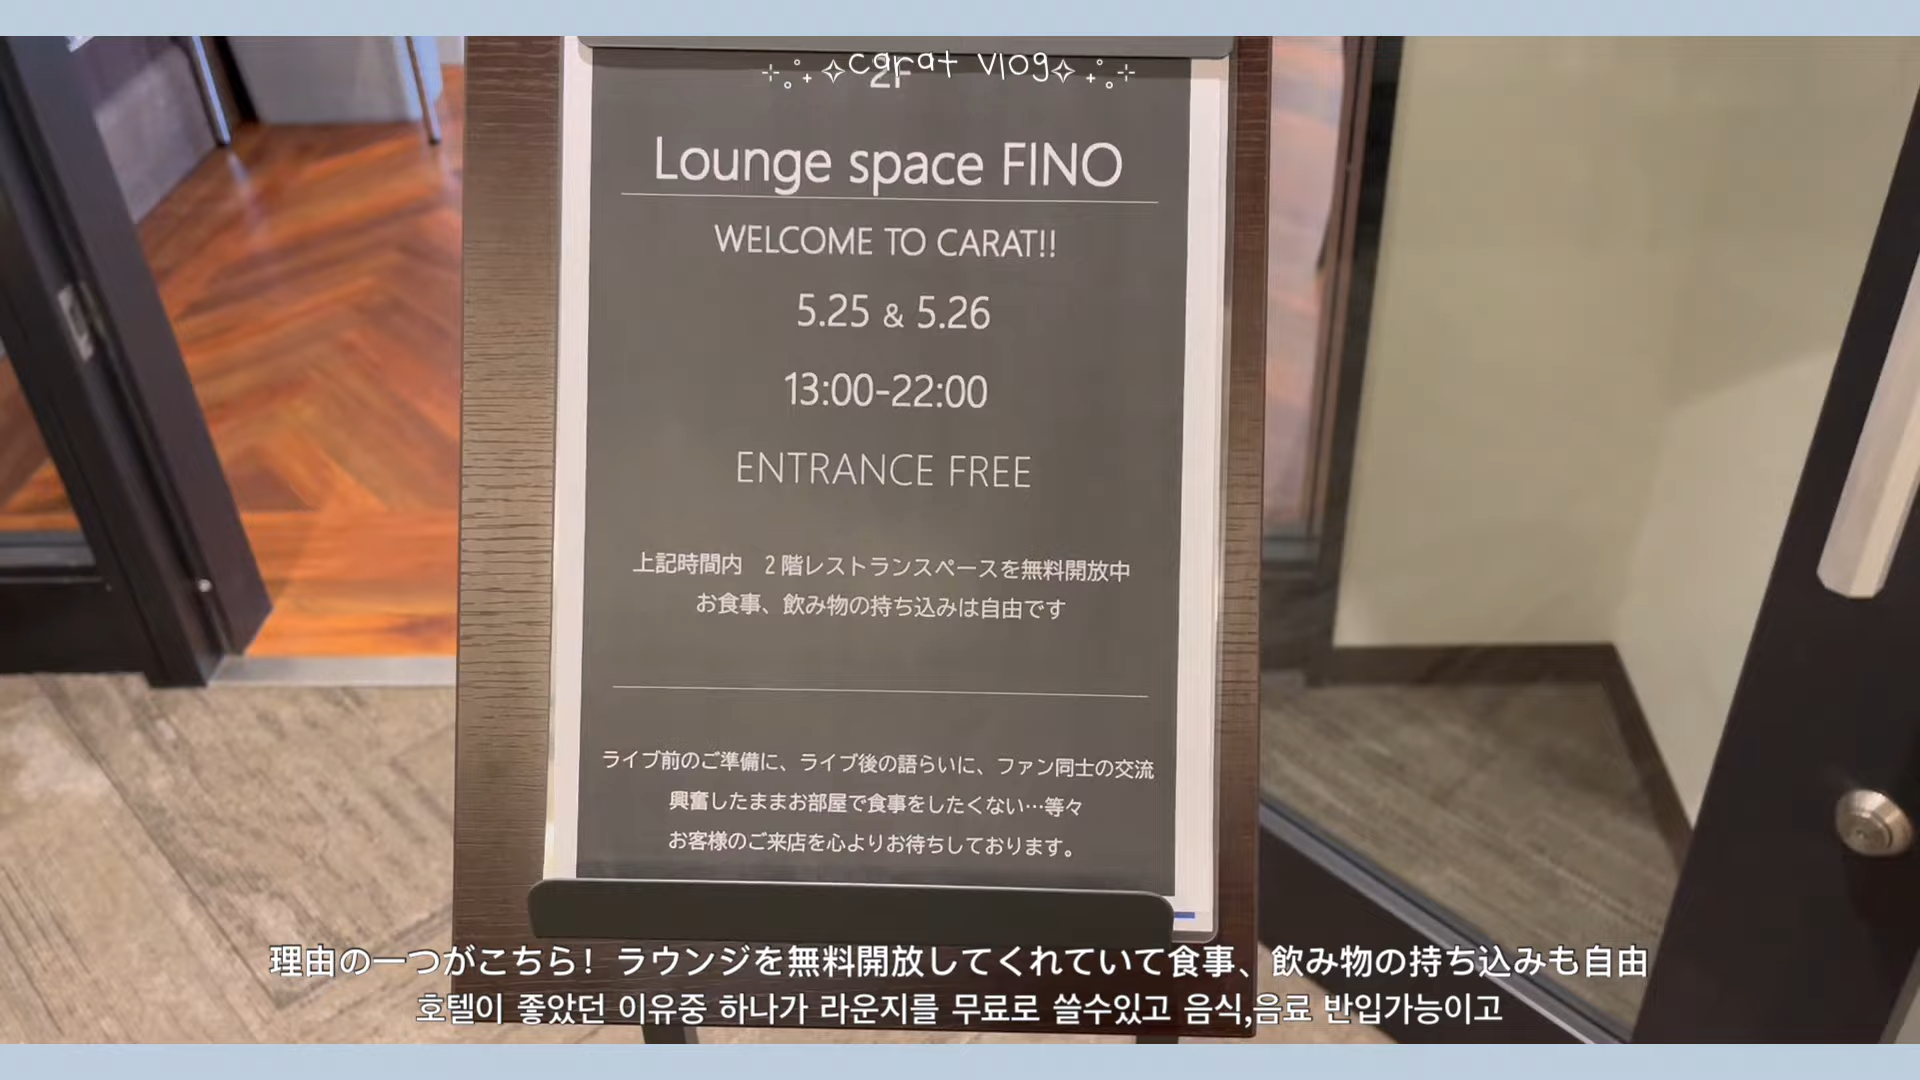 carat vlog
2F
Lounge space FINO
WELCOME TO CARAT!!
5.25 & 5.26
13:00-22:00
ENTRANCE FREE
上記時間内　2階レストランスペースを無料開放中
お食事、飲み物の持ち込みは自由です
ライブ前のご準備に、ライブ後の語らいに、ファン同士の交流
興奮したままお部屋で食事をしたくない…等々
お客様のご来店を心よりお待ちしております。
理由の一つがこちら！ラウンジを無料開放してくれていて食事、飲み物の持ち込みも自由
호텔이 좋았던 이유중 하나가 라운지를 무료로 쓸수있고 음식,음료 반입가능이고